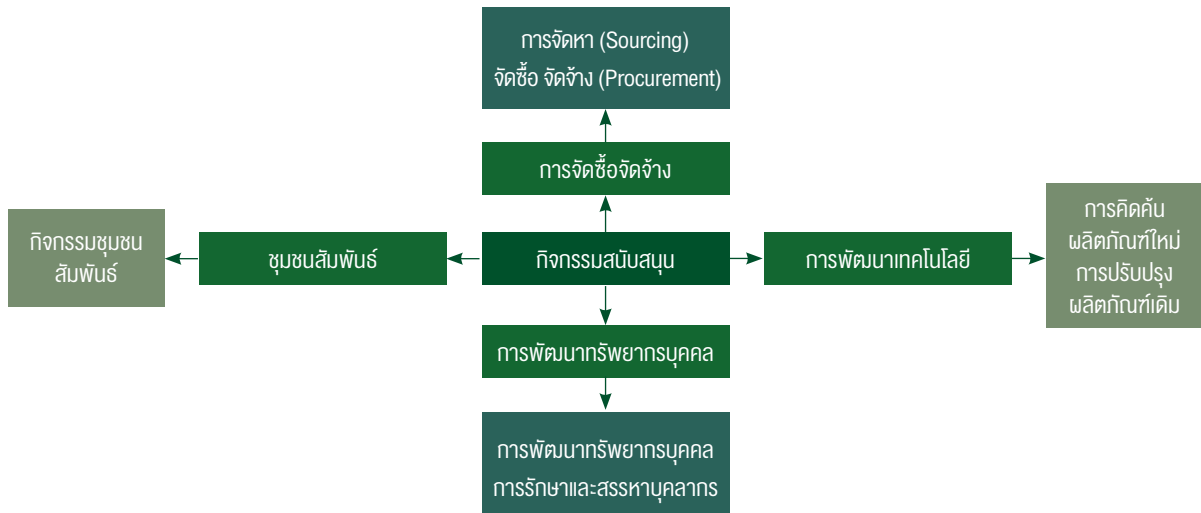 การจัดหา (Sourcing)
จัดซื้อ จัดจ้าง (Procurement)
การจัดซื้อจัดจ้าง
กิจกรรมชุมชน
สัมพันธ์
ชุมชนสัมพันธ์
กิจกรรมสนับสนุน
การพัฒนาเทคโนโลยี
การคิดค้น
ผลิตภัณฑ์ใหม่
การปรับปรุง
ผลิตภัณฑ์เดิม
การพัฒนาทรัพยากรบุคคล
การพัฒนาทรัพยากรบุคคล
การรักษาและสรรหาบุคลากร